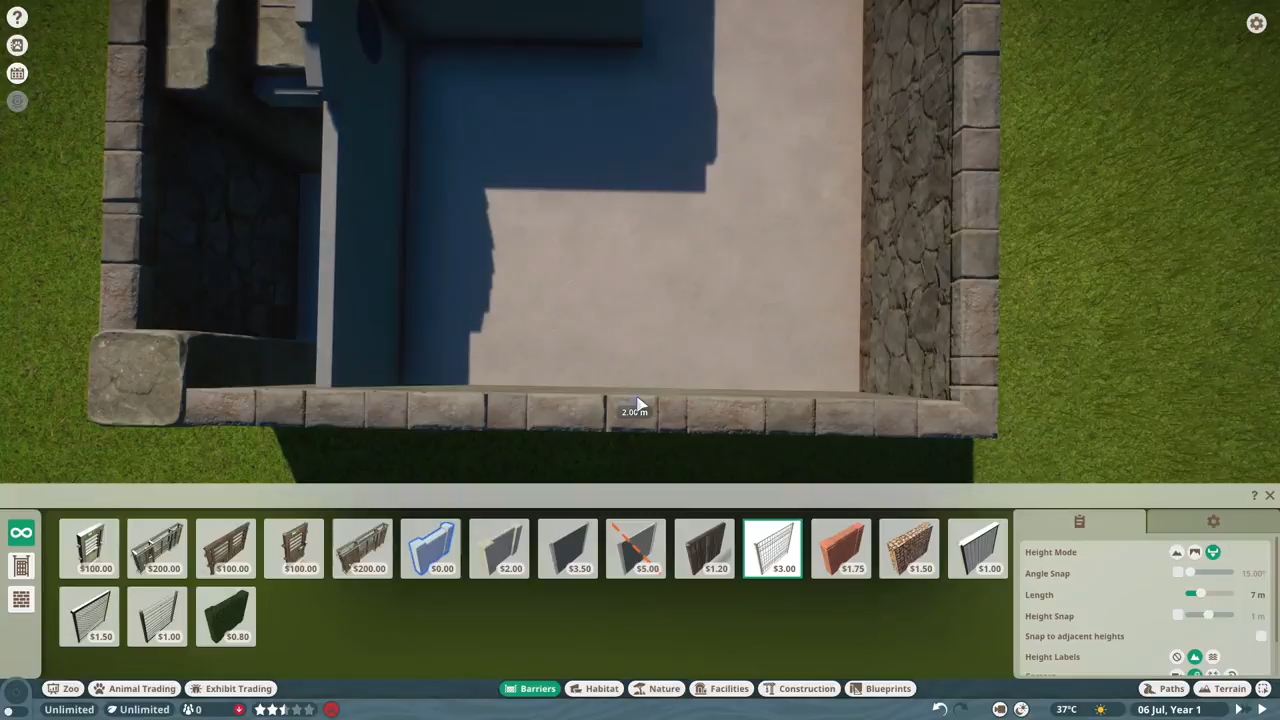 2.00 m
?
$100.00 $200.00 $100.00 $100.00 $200.00 $0.00 $2.00 $3.50 $5.00 $1.20 $3.00 $1.75 $1.50 $1.00
$1.50 $1.00 $0.80
Height Mode
Angle Snap 15.00°
Length 7 m
Height Snap 1 m
Snap to adjacent heights
Height Labels
Zoo Animal Trading Exhibit Trading Barriers Habitat Nature Facilities Construction Blueprints Paths Terrain
Unlimited Unlimited 0 37°C 06 Jul, Year 1